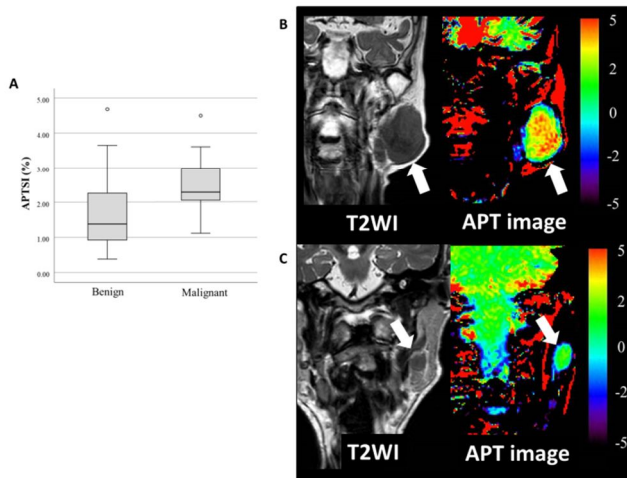 A
APTSI (%)
5.00
4.00
3.00
2.00
1.00
0.00
Benign
Malignant
B
T2WI
APT image
5
2
0
-2
-5
C
T2WI
APT image
5
2
0
-2
-5